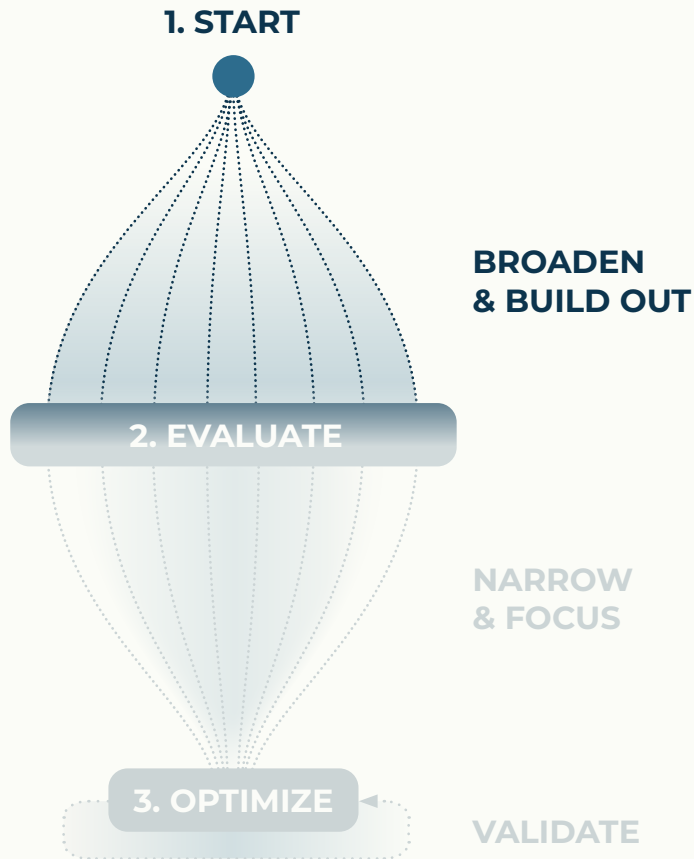 1. START
BROADEN
& BUILD OUT
2. EVALUATE
NARROW
& FOCUS
3. OPTIMIZE
VALIDATE